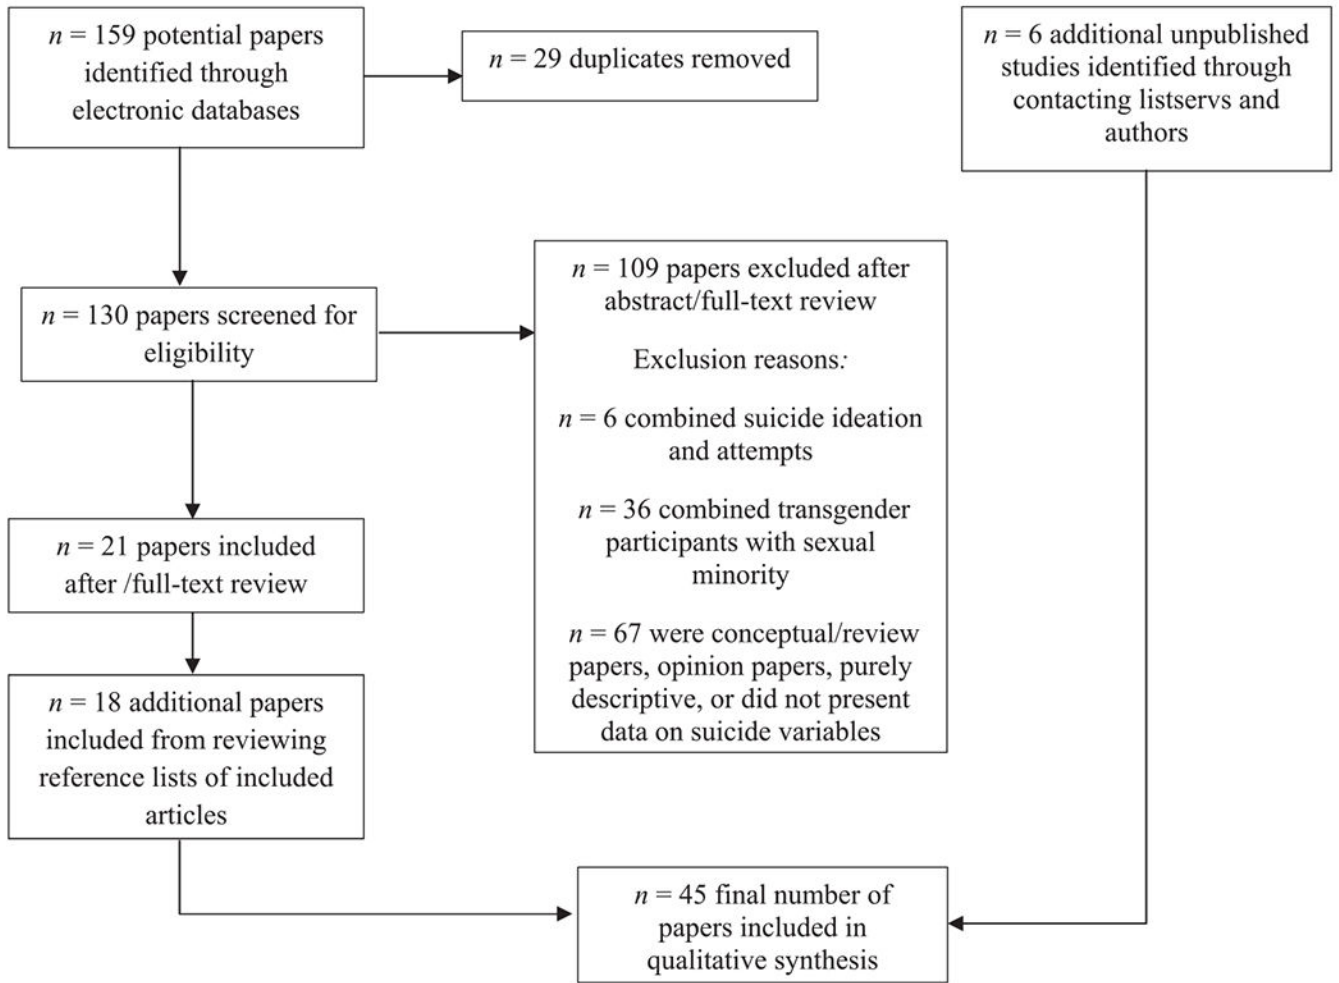 n = 159 potential papers
identified through
electronic databases
n = 29 duplicates removed
n = 6 additional unpublished
studies identified through
contacting listservs and
authors
n = 130 papers screened for
eligibility
n = 109 papers excluded after
abstract/full-text review
Exclusion reasons:
n = 6 combined suicide ideation
and attempts
n = 36 combined transgender
participants with sexual
minority
n = 67 were conceptual/review
papers, opinion papers, purely
descriptive, or did not present
data on suicide variables
n = 21 papers included
after /full-text review
n = 18 additional papers
included from reviewing
reference lists of included
articles
n = 45 final number of
papers included in
qualitative synthesis